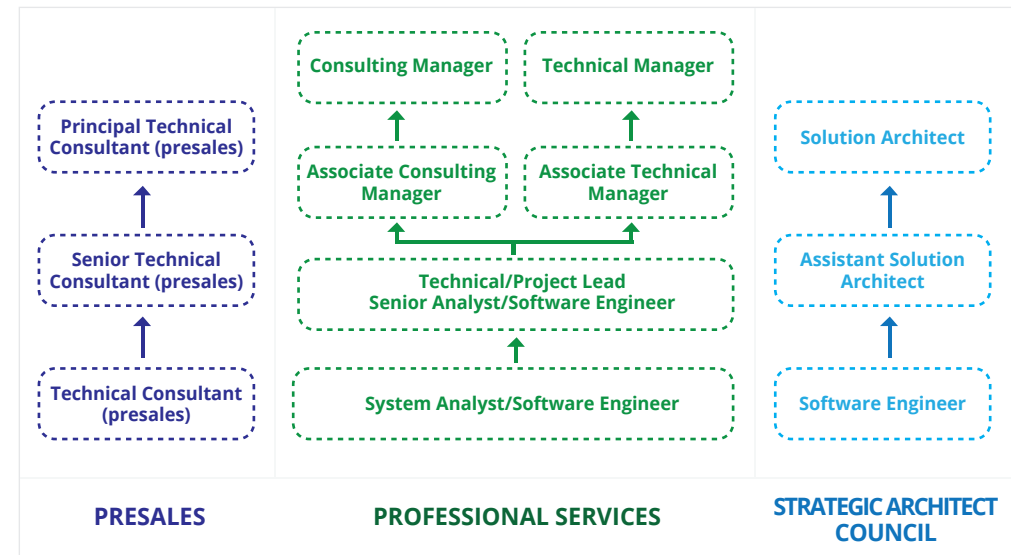 Principal Technical
Consultant (presales)
Senior Technical
Consultant (presales)
Technical Consultant
(presales)
PRESALES
Consulting Manager
Technical Manager
Associate Consulting
Manager
Associate Technical
Manager
Technical/Project Lead
Senior Analyst/Software Engineer
System Analyst/Software Engineer
PROFESSIONAL SERVICES
Solution Architect
Assistant Solution
Architect
Software Engineer
STRATEGIC ARCHITECT
COUNCIL